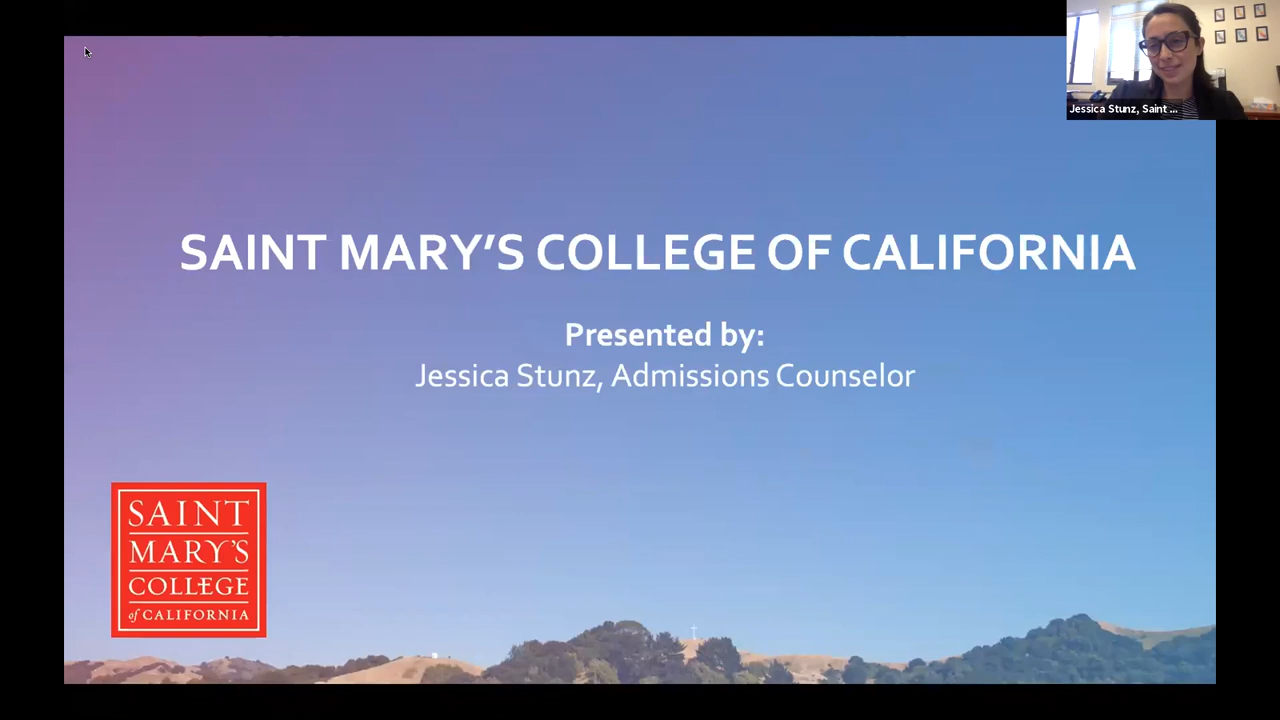 Jessica Stunz, Saint ...
SAINT MARY'S COLLEGE OF CALIFORNIA
Presented by:
Jessica Stunz, Admissions Counselor
SAINT
MARY'S
COLLEGE
of CALIFORNIA